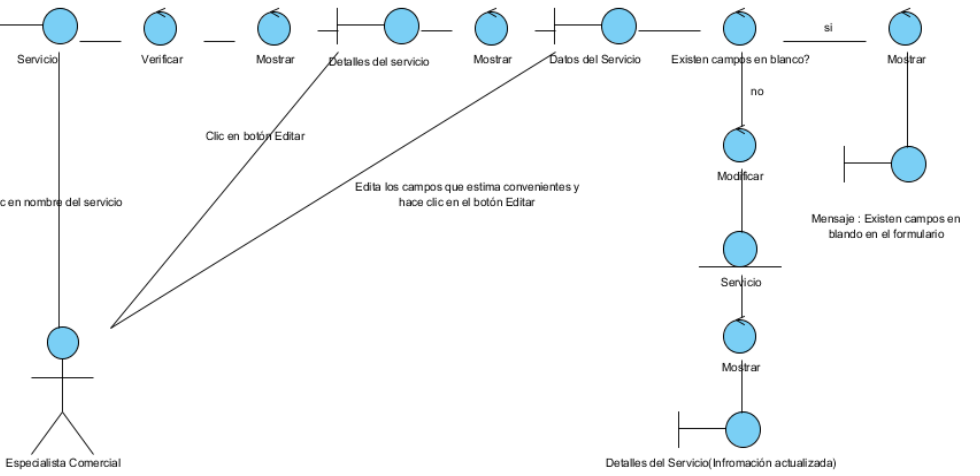 si
Servicio
Verificar
Mostrar
Detalles del servicio
Mostrar
Datos del Servicio
Existen campos en blanco?
Mostrar
no
Clic en botón Editar
Modificar
Edita los campos que estima convenientes y
hace clic en el botón Editar
en nombre del servicio
Mensaje : Existen campos en
blando en el formulario
Servicio
Mostrar
Especialista Comercial
Detalles del Servicio(Infromación actualizada)